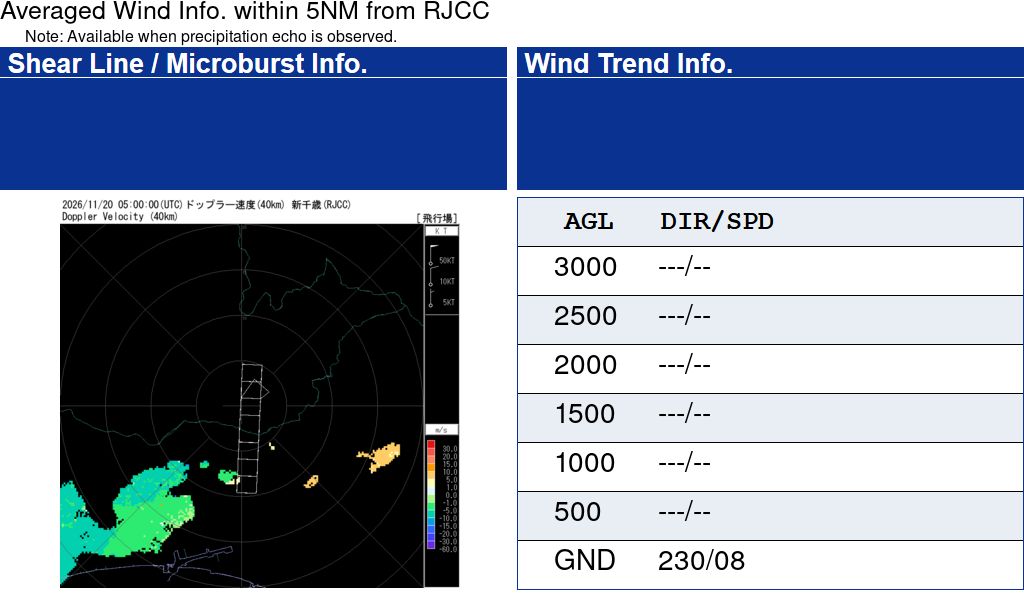 Averaged Wind Info. within 5NM from RJCC
Note: Available when precipitation echo is observed.
Shear Line / Microburst Info.
Wind Trend Info.
2026/11/20 05:00:00(UTC) ドップラー速度(40km) 新千歳(RJCC)
Doppler Velocity (40km)
[飛行場]
K T
50KT
10KT
5KT
m/s
30.0
20.0
15.0
10.0
5.0
1.0
0.0
-1.0
-5.0
-10.0
-15.0
-20.0
-30.0
-60.0
AGL DIR/SPD
3000 ---/--
2500 ---/--
2000 ---/--
1500 ---/--
1000 ---/--
500 ---/--
GND 230/08